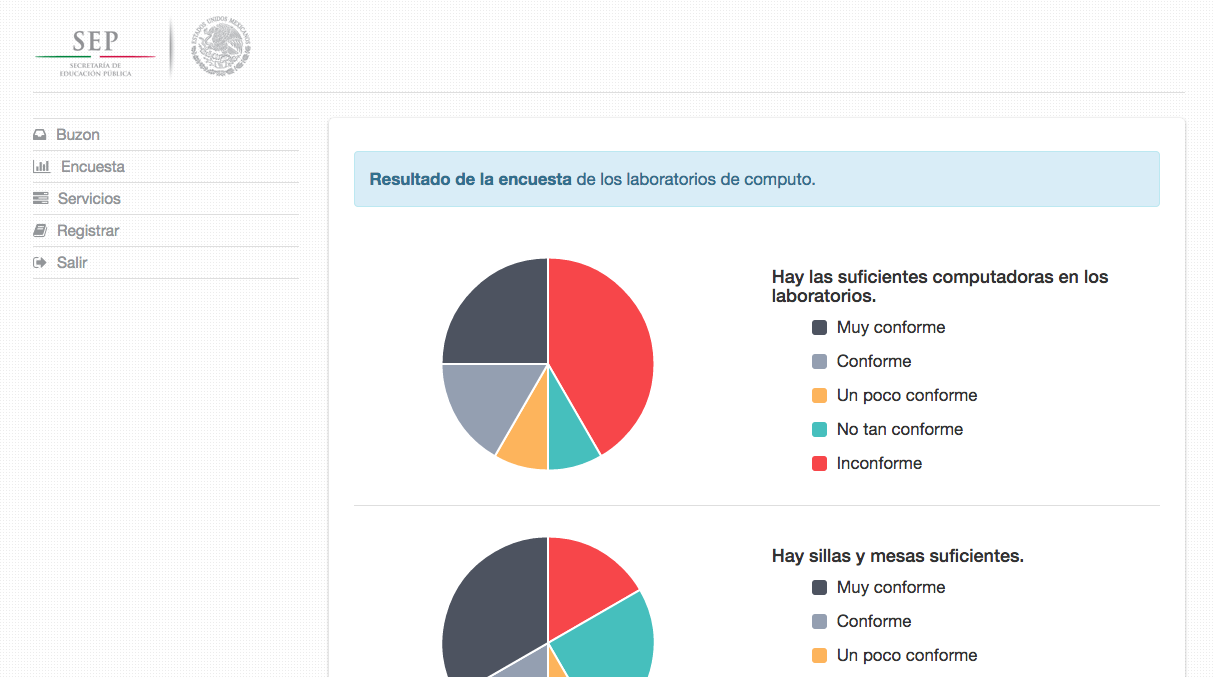 SEP
SECRETARÍA DE
EDUCACIÓN PÚBLICA
ESTADOS UNIDOS MEXICANOS
Buzon
Encuesta
Servicios
Registrar
Salir
Resultado de la encuesta de los laboratorios de computo.
Hay las suficientes computadoras en los
laboratorios.
Muy conforme
Conforme
Un poco conforme
No tan conforme
Inconforme
Hay sillas y mesas suficientes.
Muy conforme
Conforme
Un poco conforme